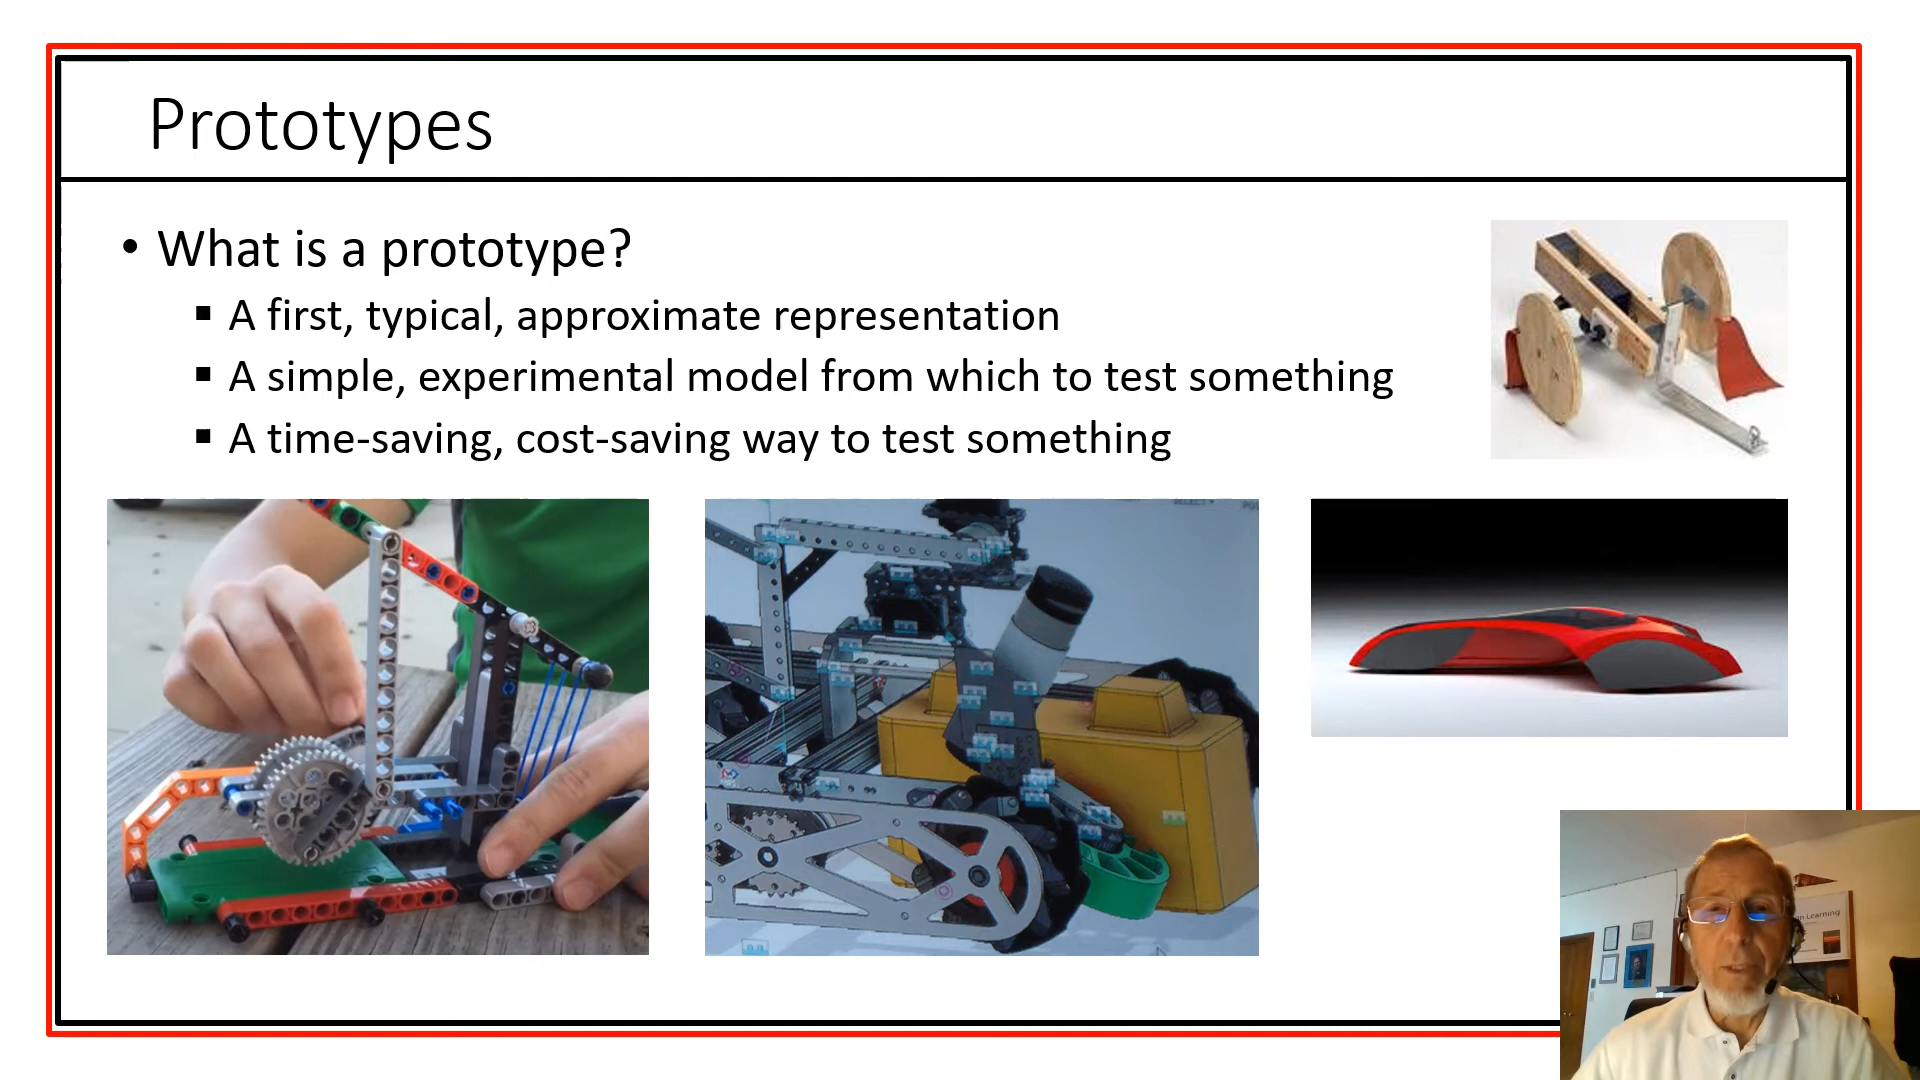 Prototypes
• What is a prototype?
▪ A first, typical, approximate representation
▪ A simple, experimental model from which to test something
▪ A time-saving, cost-saving way to test something
Learning